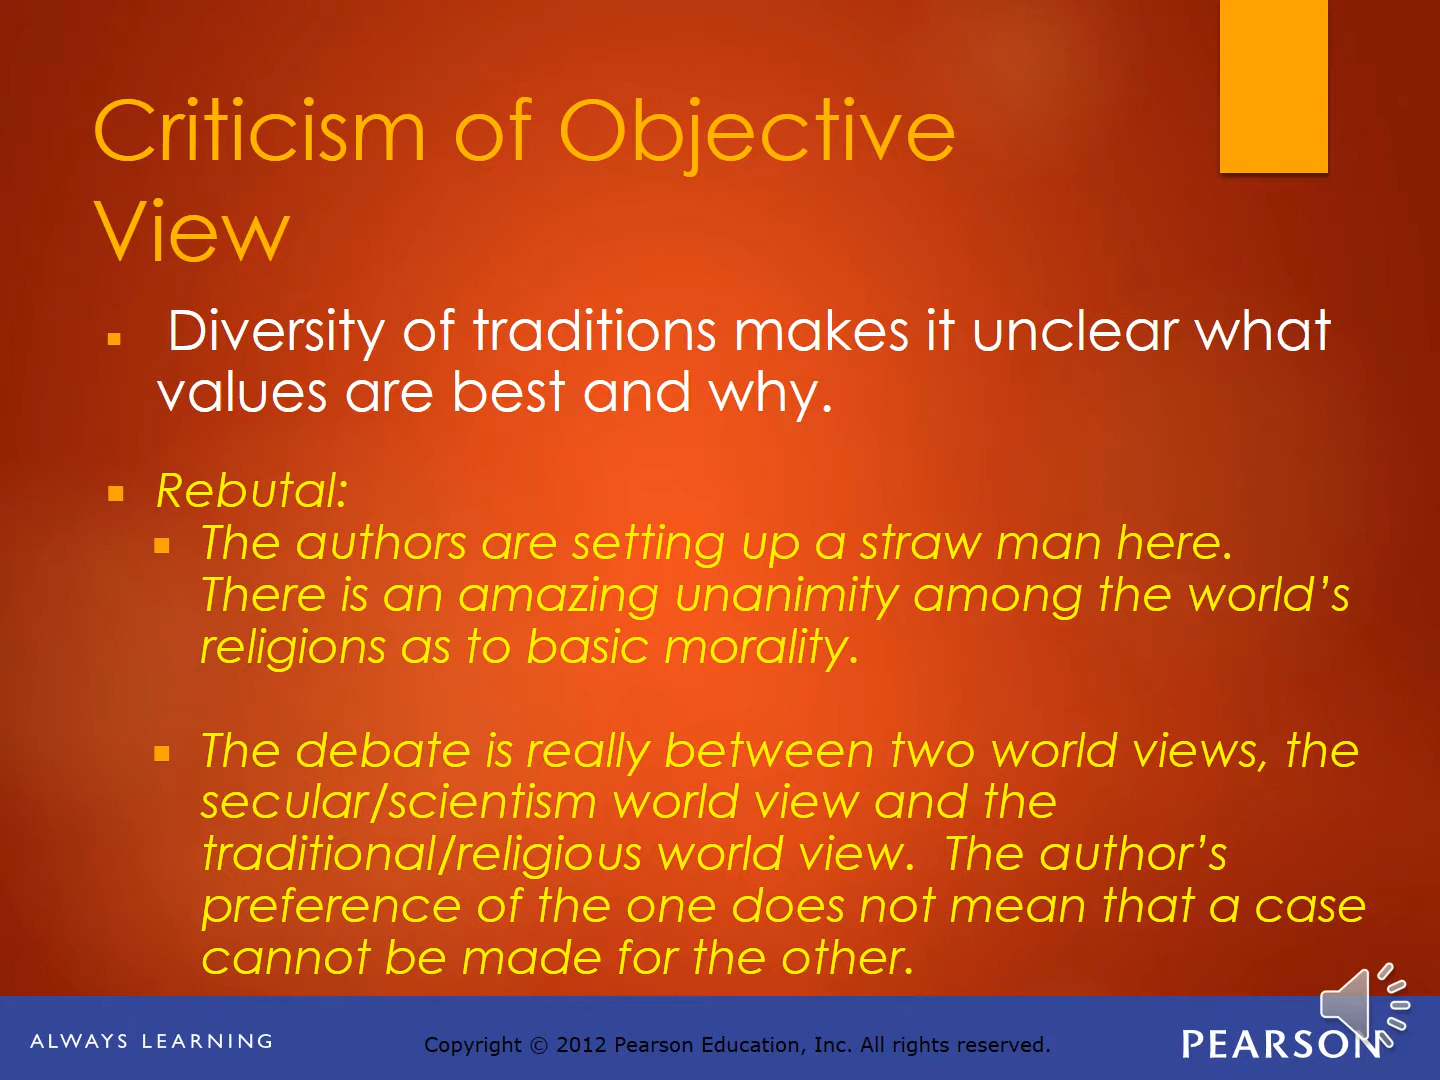 Criticism of Objective
View
Diversity of traditions makes it unclear what
values are best and why.
Rebutal:
The authors are setting up a straw man here.
There is an amazing unanimity among the world’s
religions as to basic morality.
The debate is really between two world views, the
secular/scientism world view and the
traditional/religious world view.  The author’s
preference of the one does not mean that a case
cannot be made for the other.
ALWAYS LEARNING
Copyright © 2012 Pearson Education, Inc. All rights reserved.
PEARSON